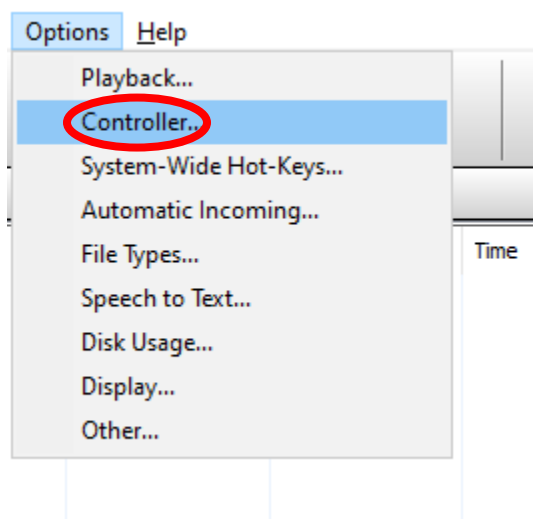 Options Help
Playback...
Controller...
System-Wide Hot-Keys...
Automatic Incoming...
File Types...
Time
Speech to Text...
Disk Usage...
Display...
Other...